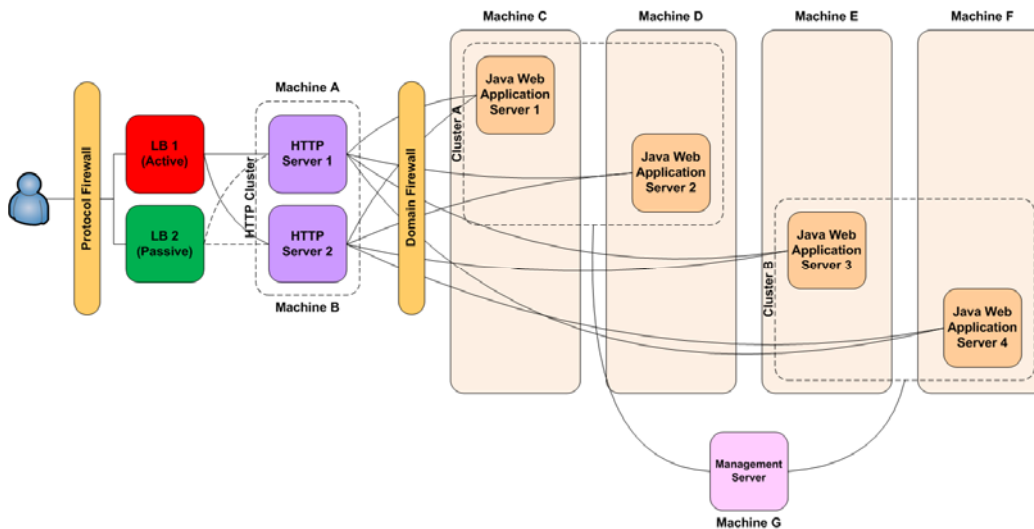 Machine C
Machine D
Machine E
Machine F
Machine A
Protocol Firewall
LB 1
(Active)
LB 2
(Passive)
HTTP Cluster
HTTP
Server 1
HTTP
Server 2
Machine B
Domain Firewall
Cluster A
Java Web
Application
Server 1
Java Web
Application
Server 2
Cluster B
Java Web
Application
Server 3
Java Web
Application
Server 4
Management
Server
Machine G